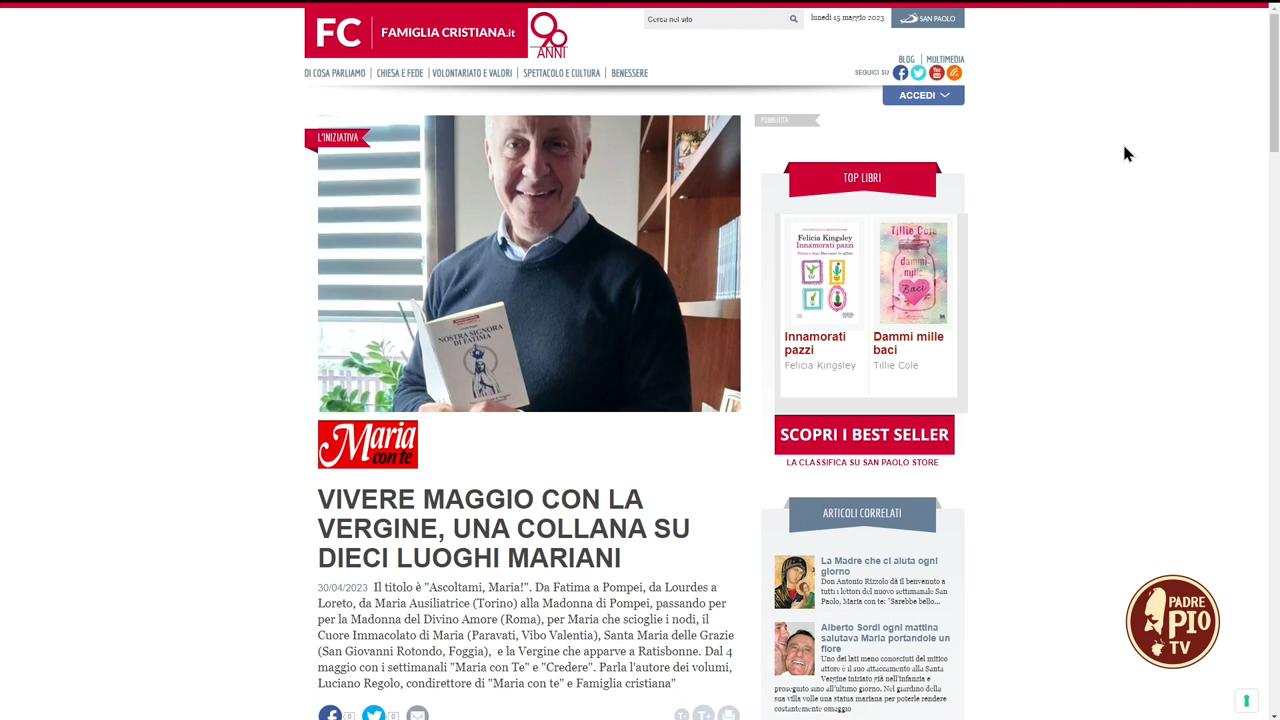 FC FAMIGLIA CRISTIANA.it
90 ANNI
Cerca nel sito
lunedì 15 maggio 2023
SAN PAOLO
BLOG MULTIMEDIA
SEGUICI SU
ACCEDI
DI COSA PARLIAMO CHIESA E FEDE VOLONTARIATO E VALORI SPETTACOLO E CULTURA BENESSERE
L'INIZIATIVA
NOSTRA SIGNORA
DI FATIMA
Maria
con te
VIVERE MAGGIO CON LA
VERGINE, UNA COLLANA SU
DIECI LUOGHI MARIANI
30/04/2023 Il titolo è "Ascoltami, Maria!". Da Fatima a Pompei, da Lourdes a
Loreto, da Maria Ausiliatrice (Torino) alla Madonna di Pompei, passando per
per la Madonna del Divino Amore (Roma), per Maria che scioglie i nodi, il
Cuore Immacolato di Maria (Paravati, Vibo Valentia), Santa Maria delle Grazie
(San Giovanni Rotondo, Foggia), e la Vergine che apparve a Ratisbonne. Dal 4
maggio con i settimanali "Maria con Te" e "Credere". Parla l'autore dei volumi,
Luciano Regolo, condirettore di "Maria con te" e Famiglia cristiana"
0 0
T- T+
PUBBLICITÀ
TOP LIBRI
Felicia Kingsley
Innamorati pazzi
Tillie Cole
dammi
mille
Baci
Innamorati
pazzi
Felicia Kingsley
Dammi mille
baci
Tillie Cole
SCOPRI I BEST SELLER
LA CLASSIFICA SU SAN PAOLO STORE
ARTICOLI CORRELATI
La Madre che ci aiuta ogni
giorno
Don Antonio Rizzolo dà il benvenuto a
tutti i lettori del nuovo settimanale San
Paolo, Maria con te: "Sarebbe bello...
Alberto Sordi ogni mattina
salutava Maria portandole un
fiore
Uno dei lati meno conosciuti del mitico
attore è il suo attaccamento alla Santa
Vergine iniziato già nell'infanzia e
proseguito sino all'ultimo giorno. Nel giardino della
sua villa volle una statua mariana per poterle rendere
costantemente omaggio
PADRE
PIO
TV